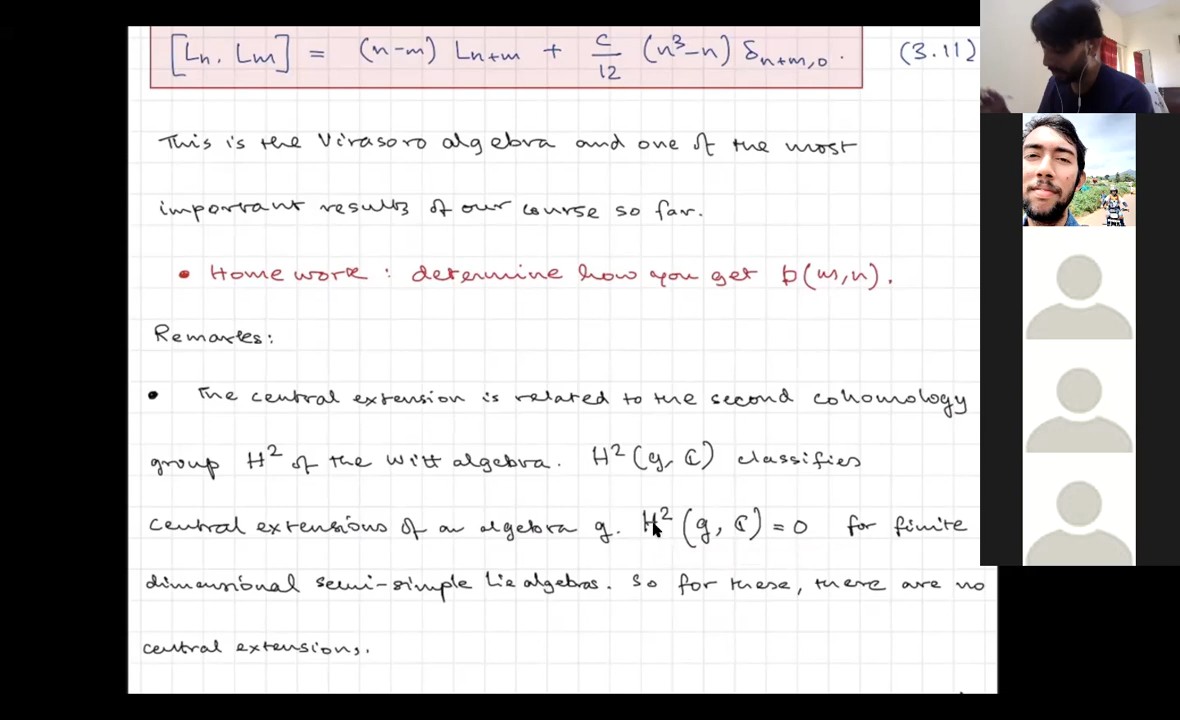 [Ln, Lm] = (n-m) Ln+m + c/12 (n³-n) δn+m,0. (3.11)
This is the Virasoro algebra and one of the most
important results of our course so far.
• Home work : determine how you get p(m,n).
Remarks:
• The central extension is related to the second cohomology
group H² of the Witt algebra. H²(g, ℂ) classifies
central extensions of an algebra g. H²(g, ℂ) = 0 for finite
dimensional semi-simple Lie algebras. So for these, there are no
central extensions.